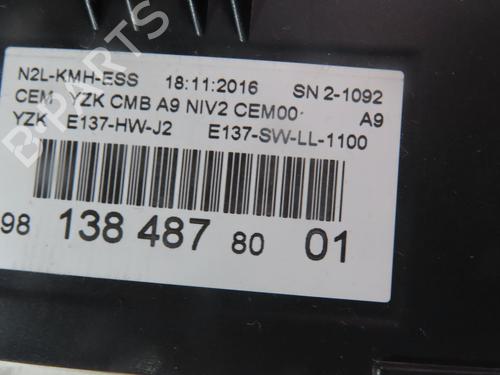 N2L-KMH-ESS 18:11:2016 SN 2-1092
CEM YZK CMB A9 NIV2 CEM00 A9
YZK E137-HW-J2 E137-SW-LL-1100
98 138 487 80 01